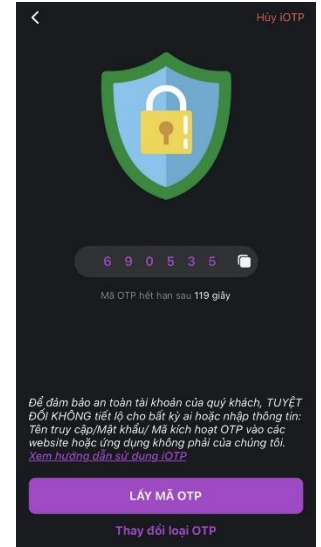 Hủy iOTP
6 9 0 5 3 5
Mã OTP hết hạn sau 119 giây
Để đảm bảo an toàn tài khoản của quý khách, TUYỆT
ĐỐI KHÔNG tiết lộ cho bất kỳ ai hoặc nhập thông tin:
Tên truy cập/Mật khẩu/ Mã kích hoạt OTP vào các
website hoặc ứng dụng không phải của chúng tôi.
Xem hướng dẫn sử dụng iOTP
LẤY MÃ OTP
Thay đổi loại OTP